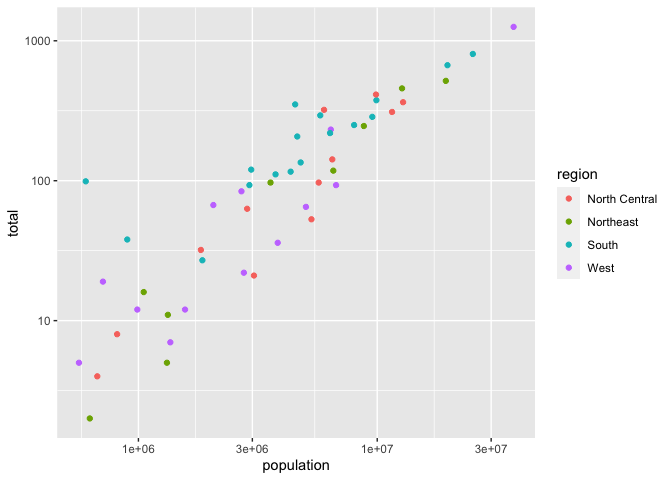 1000
100
10
total
1e+06
3e+06
1e+07
3e+07
population
region
North Central
Northeast
South
West